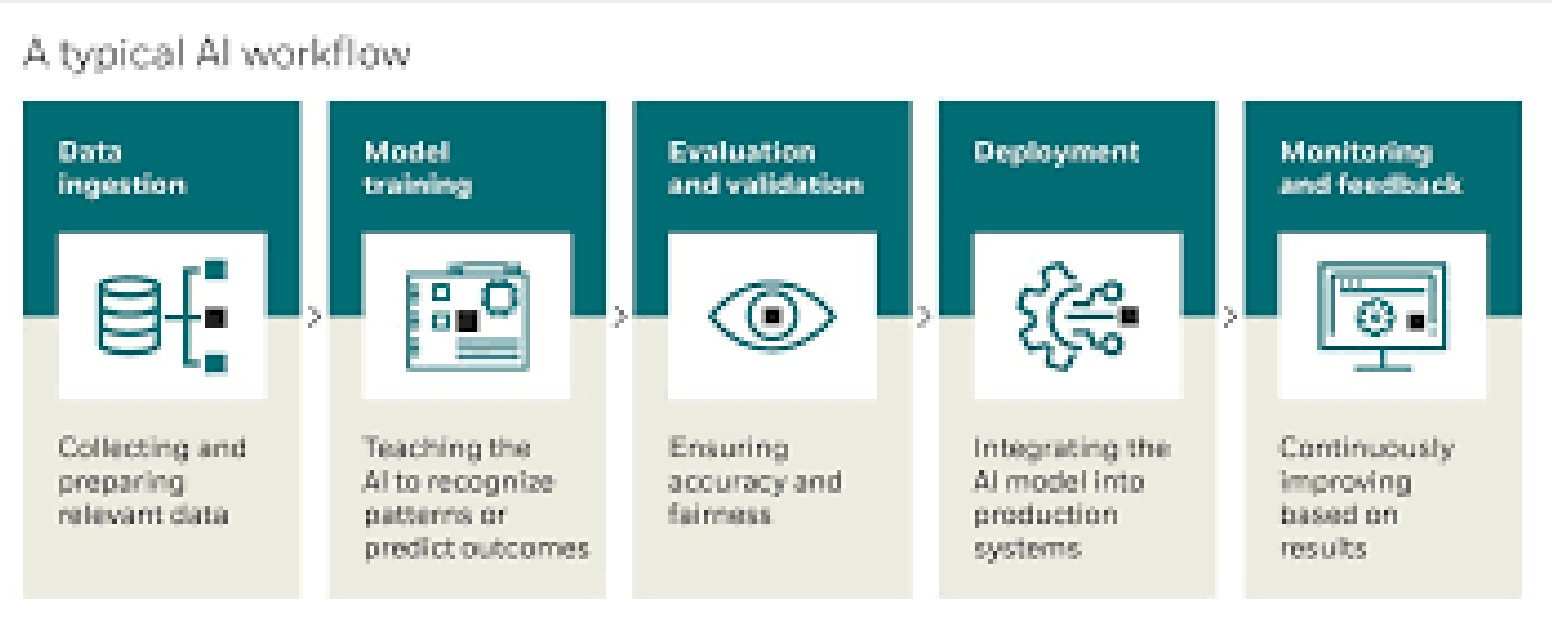 A typical AI workflow
Data
ingestion
Collecting and
preparing
relevant data
Model
training
Teaching the
AI to recognize
patterns or
predict outcomes
Evaluation
and validation
Ensuring
accuracy and
fairness
Deployment
Integrating the
AI model into
production
systems
Monitoring
and feedback
Continuously
improving
based on
results